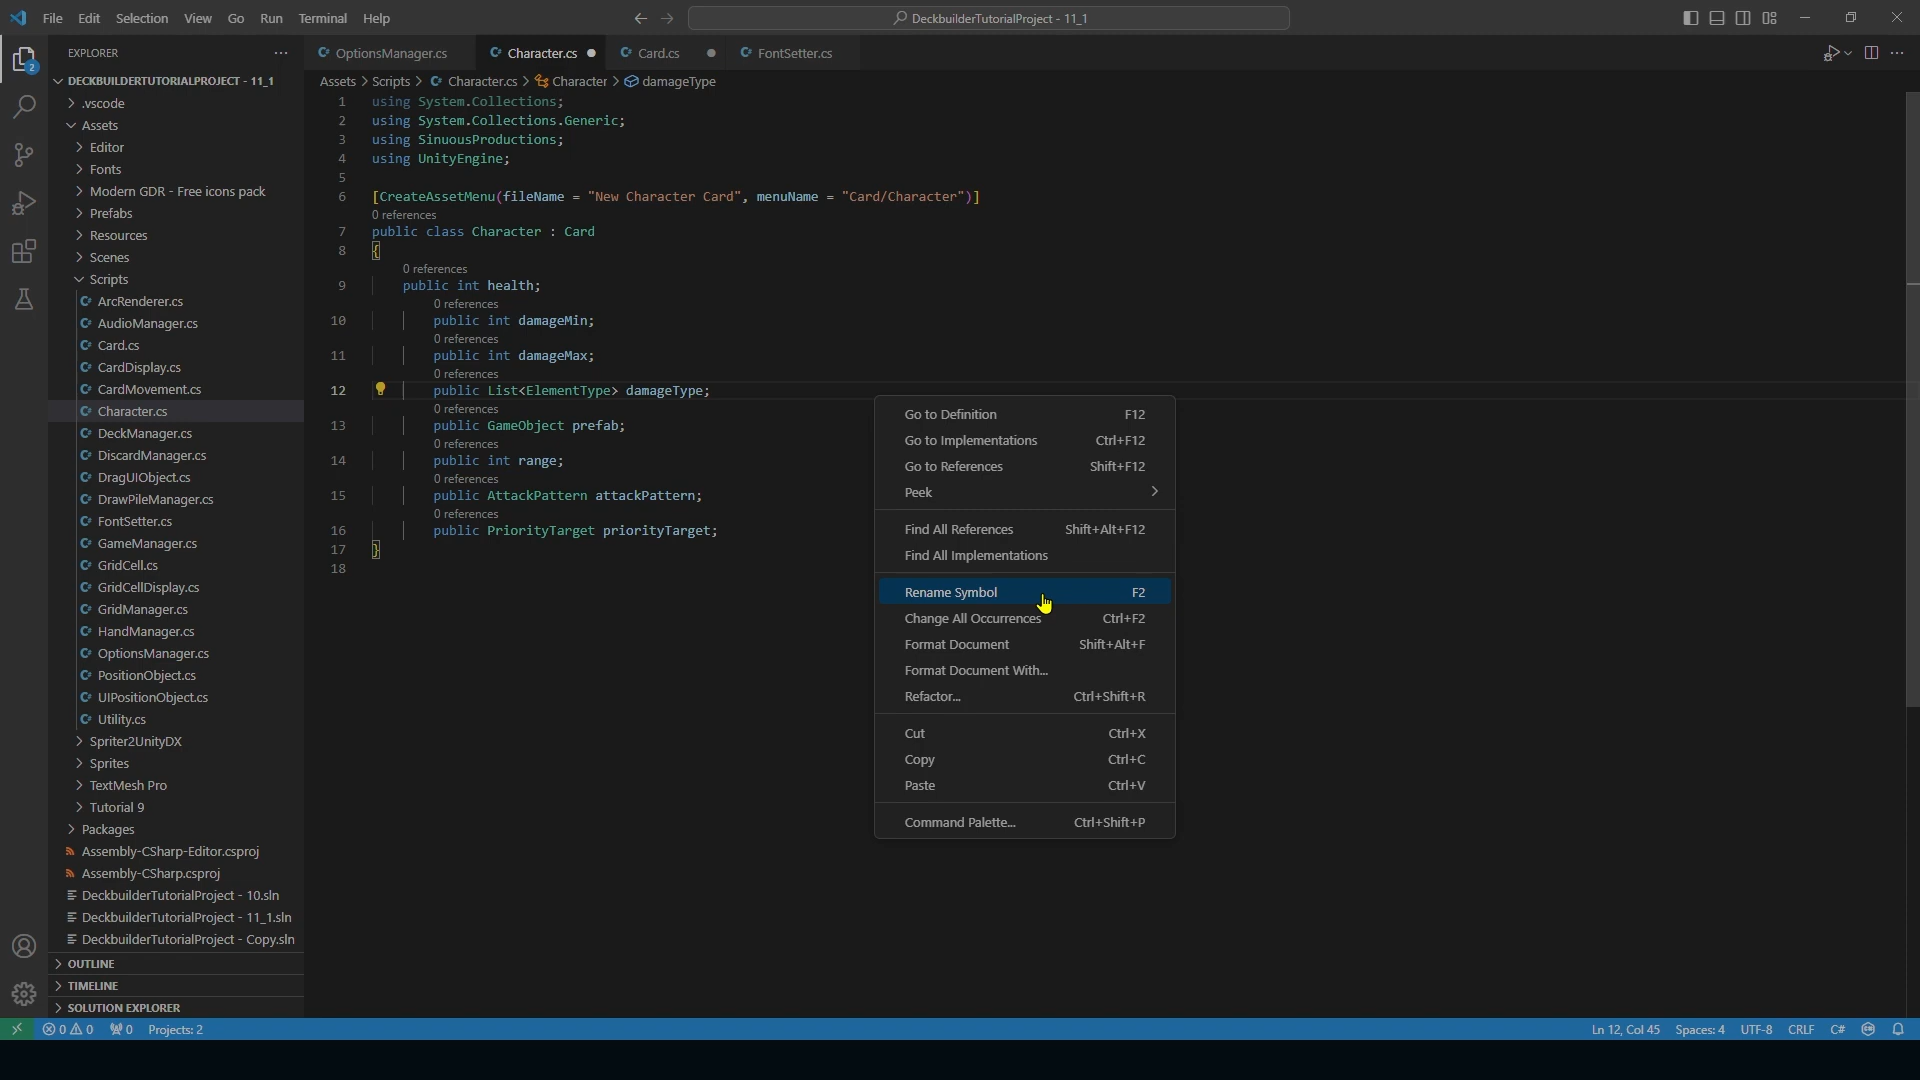 File Edit Selection View Go Run Terminal Help
DeckbuilderTutorialProject - 11_1
EXPLORER
OptionsManager.cs
Character.cs
Card.cs
FontSetter.cs
DECKBUILDERTUTORIALPROJECT - 11_1
Assets > Scripts > Character.cs > Character > damageType
.vscode
Assets
Editor
Fonts
Modern GDR - Free icons pack
Prefabs
Resources
Scenes
Scripts
ArcRenderer.cs
AudioManager.cs
Card.cs
CardDisplay.cs
CardMovement.cs
Character.cs
DeckManager.cs
DiscardManager.cs
DragUIObject.cs
DrawPileManager.cs
FontSetter.cs
GameManager.cs
GridCell.cs
GridCellDisplay.cs
GridManager.cs
HandManager.cs
OptionsManager.cs
PositionObject.cs
UIPositionObject.cs
Utility.cs
Spriter2UnityDX
Sprites
TextMesh Pro
Tutorial 9
Packages
Assembly-CSharp-Editor.csproj
Assembly-CSharp.csproj
DeckbuilderTutorialProject - 10.sln
DeckbuilderTutorialProject - 11_1.sln
DeckbuilderTutorialProject - Copy.sln
OUTLINE
TIMELINE
SOLUTION EXPLORER
1 using System.Collections;
2 using System.Collections.Generic;
3 using SinuousProductions;
4 using UnityEngine;
5
6 [CreateAssetMenu(fileName = "New Character Card", menuName = "Card/Character")]
0 references
7 public class Character : Card
8 {
0 references
9 public int health;
0 references
10 public int damageMin;
0 references
11 public int damageMax;
0 references
12 public List<ElementType> damageType;
0 references
13 public GameObject prefab;
0 references
14 public int range;
0 references
15 public AttackPattern attackPattern;
0 references
16 public PriorityTarget priorityTarget;
17 }
18
Go to Definition F12
Go to Implementations Ctrl+F12
Go to References Shift+F12
Peek
Find All References Shift+Alt+F12
Find All Implementations
Rename Symbol F2
Change All Occurrences Ctrl+F2
Format Document Shift+Alt+F
Format Document With...
Refactor... Ctrl+Shift+R
Cut Ctrl+X
Copy Ctrl+C
Paste Ctrl+V
Command Palette... Ctrl+Shift+P
2
0 0 0 Projects: 2
Ln 12, Col 45 Spaces: 4 UTF-8 CRLF C#